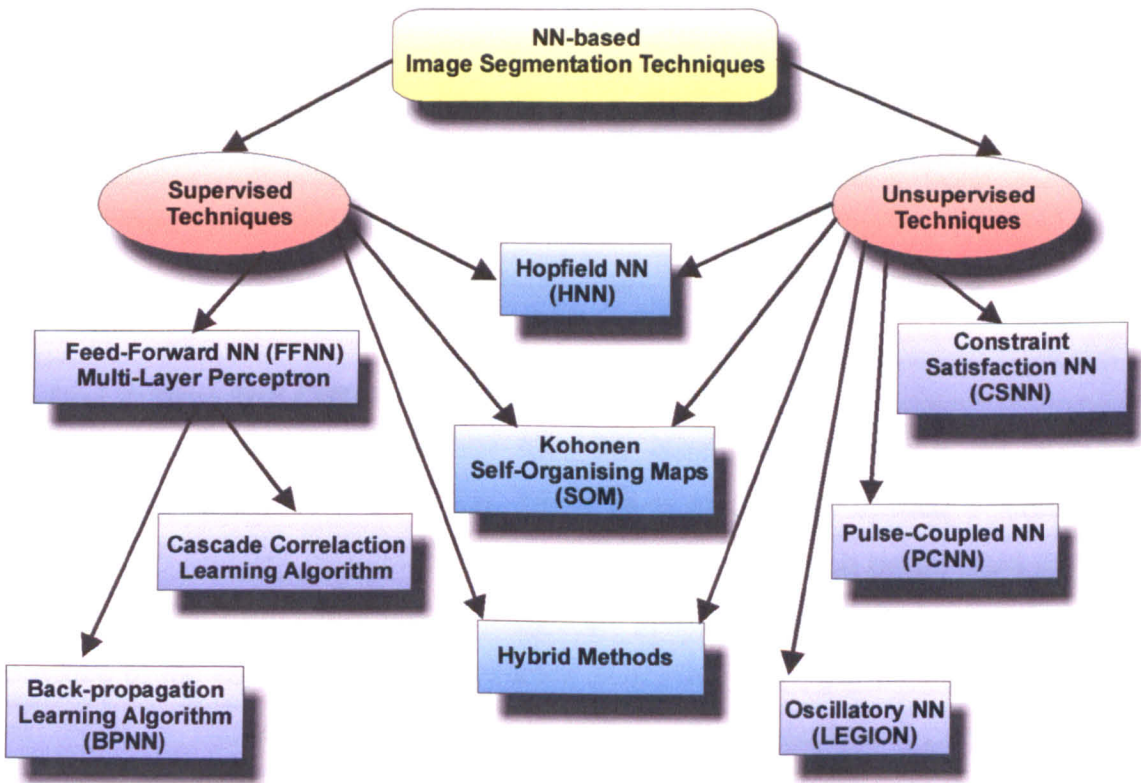 NN-based
Image Segmentation Techniques
Supervised
Techniques
Unsupervised
Techniques
Hopfield NN
(HNN)
Feed-Forward NN (FFNN)
Multi-Layer Perceptron
Constraint
Satisfaction NN
(CSNN)
Kohonen
Self-Organising Maps
(SOM)
Cascade Correlaction
Learning Algorithm
Pulse-Coupled NN
(PCNN)
Hybrid Methods
Back-propagation
Learning Algorithm
(BPNN)
Oscillatory NN
(LEGION)